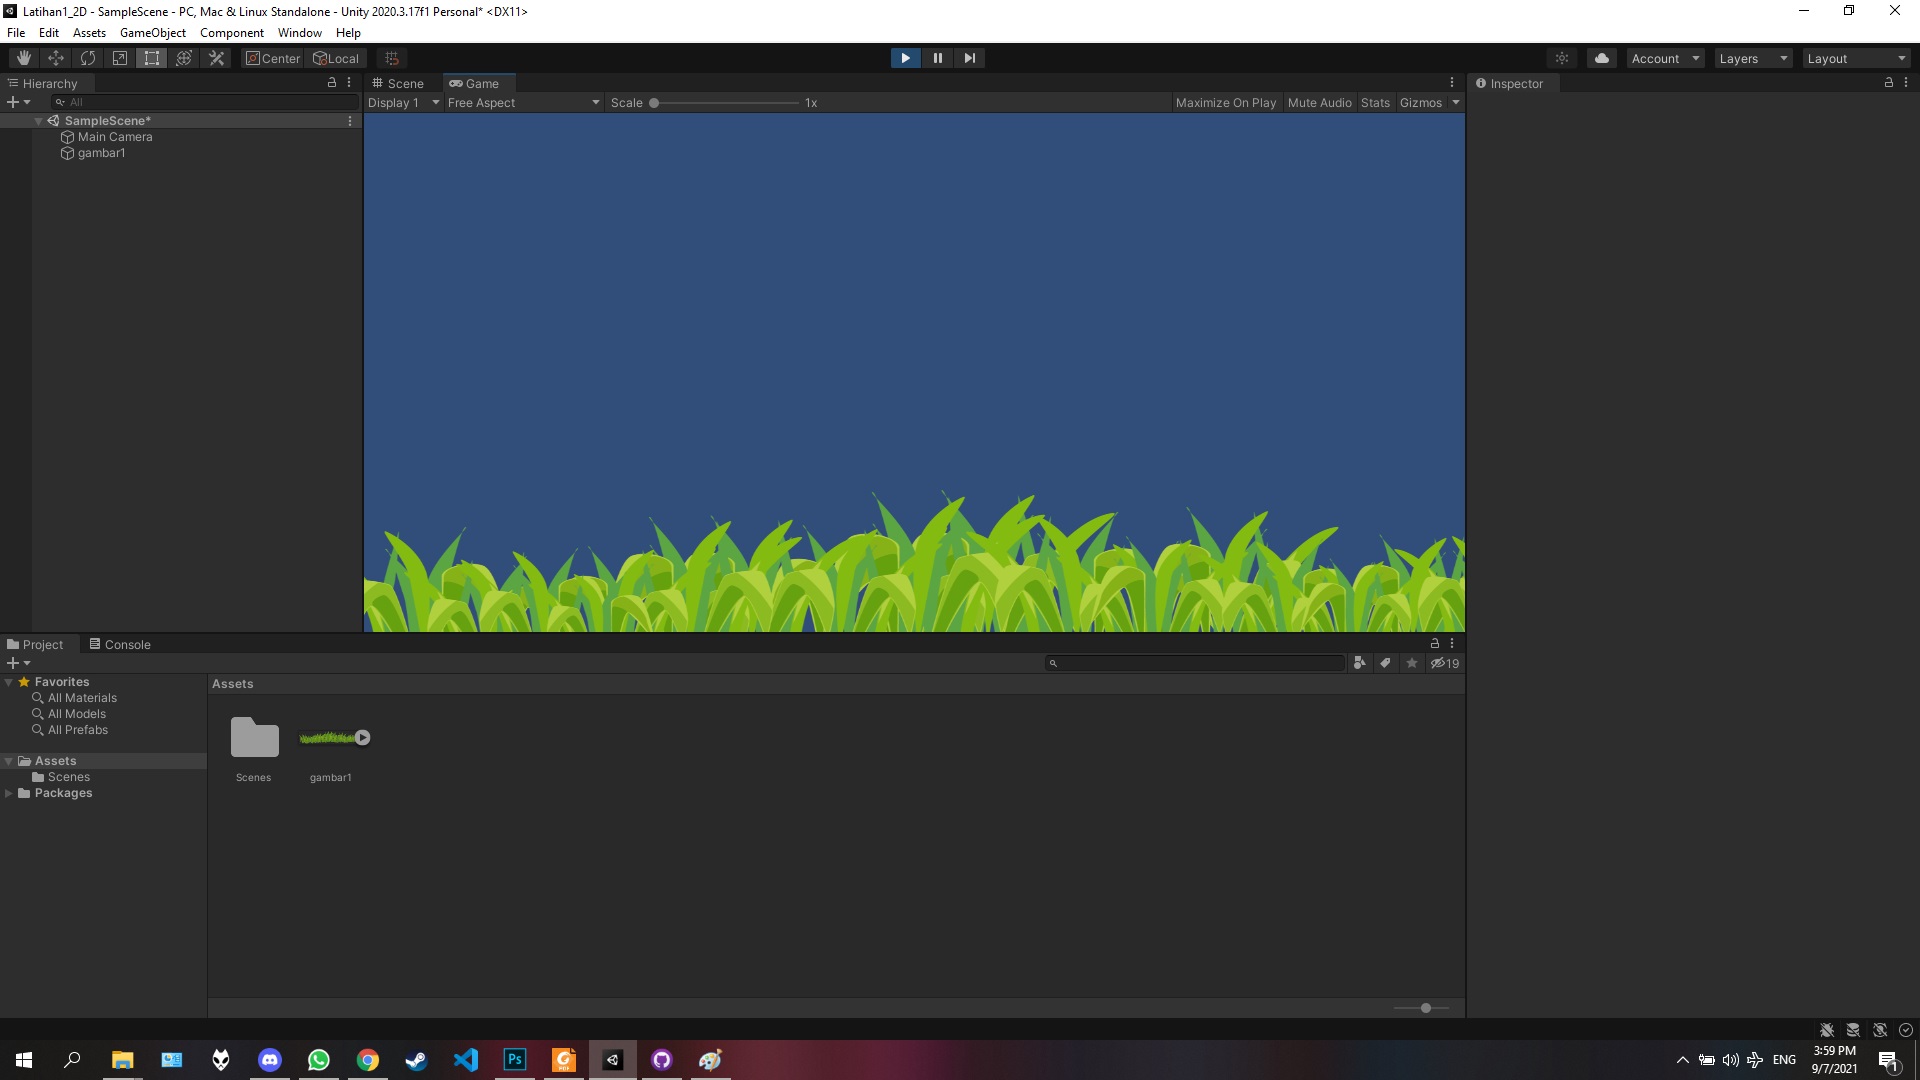 Latihan1_2D - SampleScene - PC, Mac & Linux Standalone - Unity 2020.3.17f1 Personal* <DX11>
File Edit Assets GameObject Component Window Help
Center Local Account Layers Layout
Hierarchy
All
SampleScene*
Main Camera
gambar1
Scene Game
Display 1 Free Aspect Scale 1x Maximize On Play Mute Audio Stats Gizmos
Inspector
Project Console
19
Favorites
All Materials
All Models
All Prefabs
Assets
Scenes
Packages
Assets
Scenes gambar1
Ps
PDF
ENG
3:59 PM
9/7/2021
1